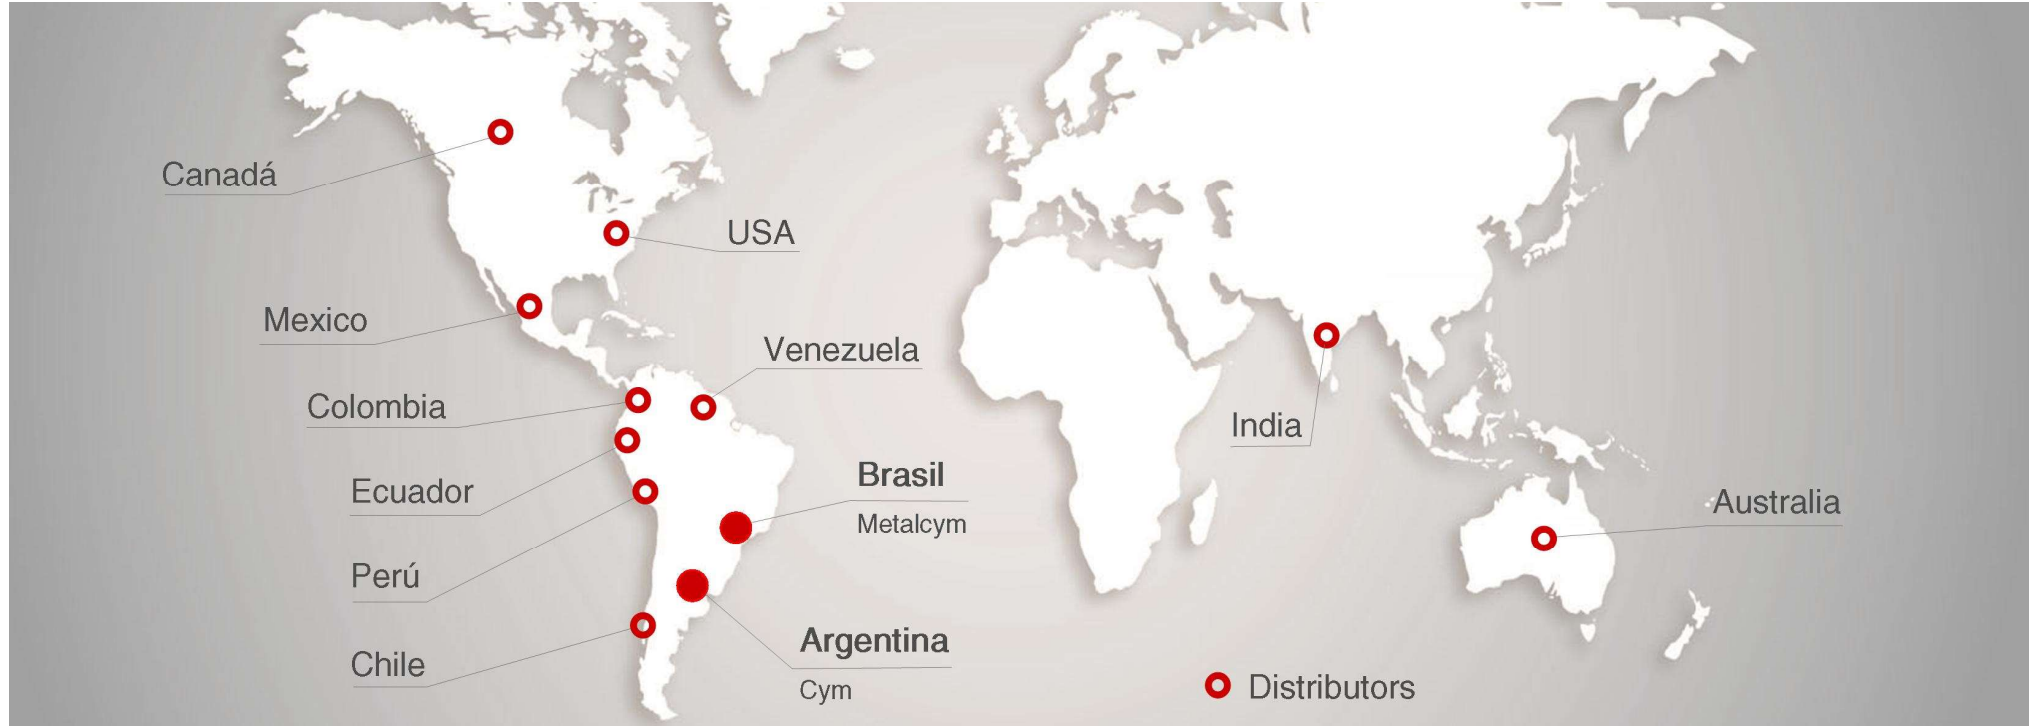 Canadá
USA
Mexico
Venezuela
Colombia
India
Ecuador
Brasil
Metalcym
Australia
Perú
Argentina
Cym
Chile
Distributors